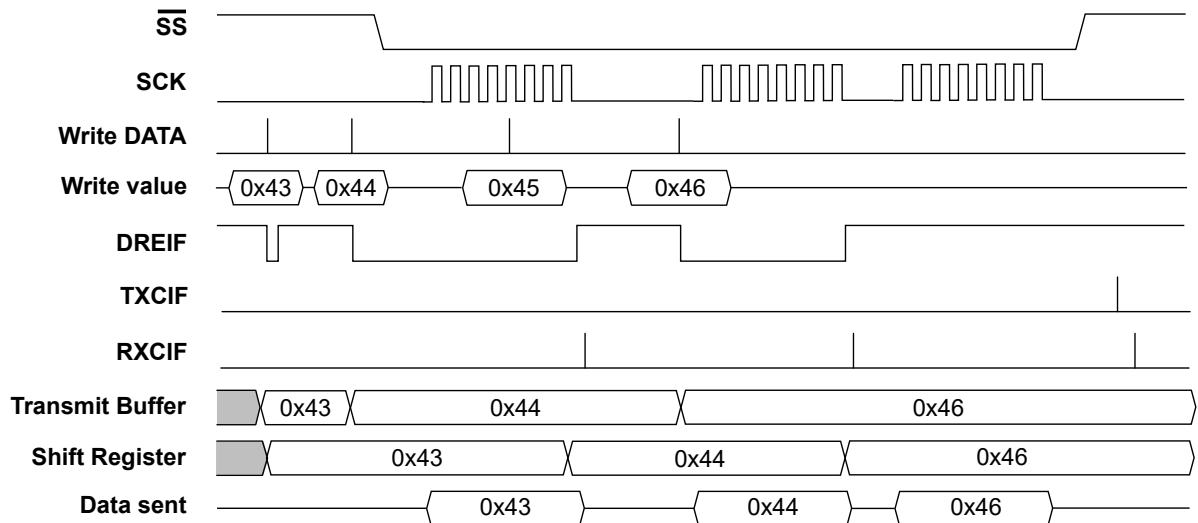 SS
SCK
Write DATA
Write value 0x43 0x44 0x45 0x46
DREIF
TXCIF
RXCIF
Transmit Buffer 0x43 0x44 0x46
Shift Register 0x43 0x44 0x46
Data sent 0x43 0x44 0x46